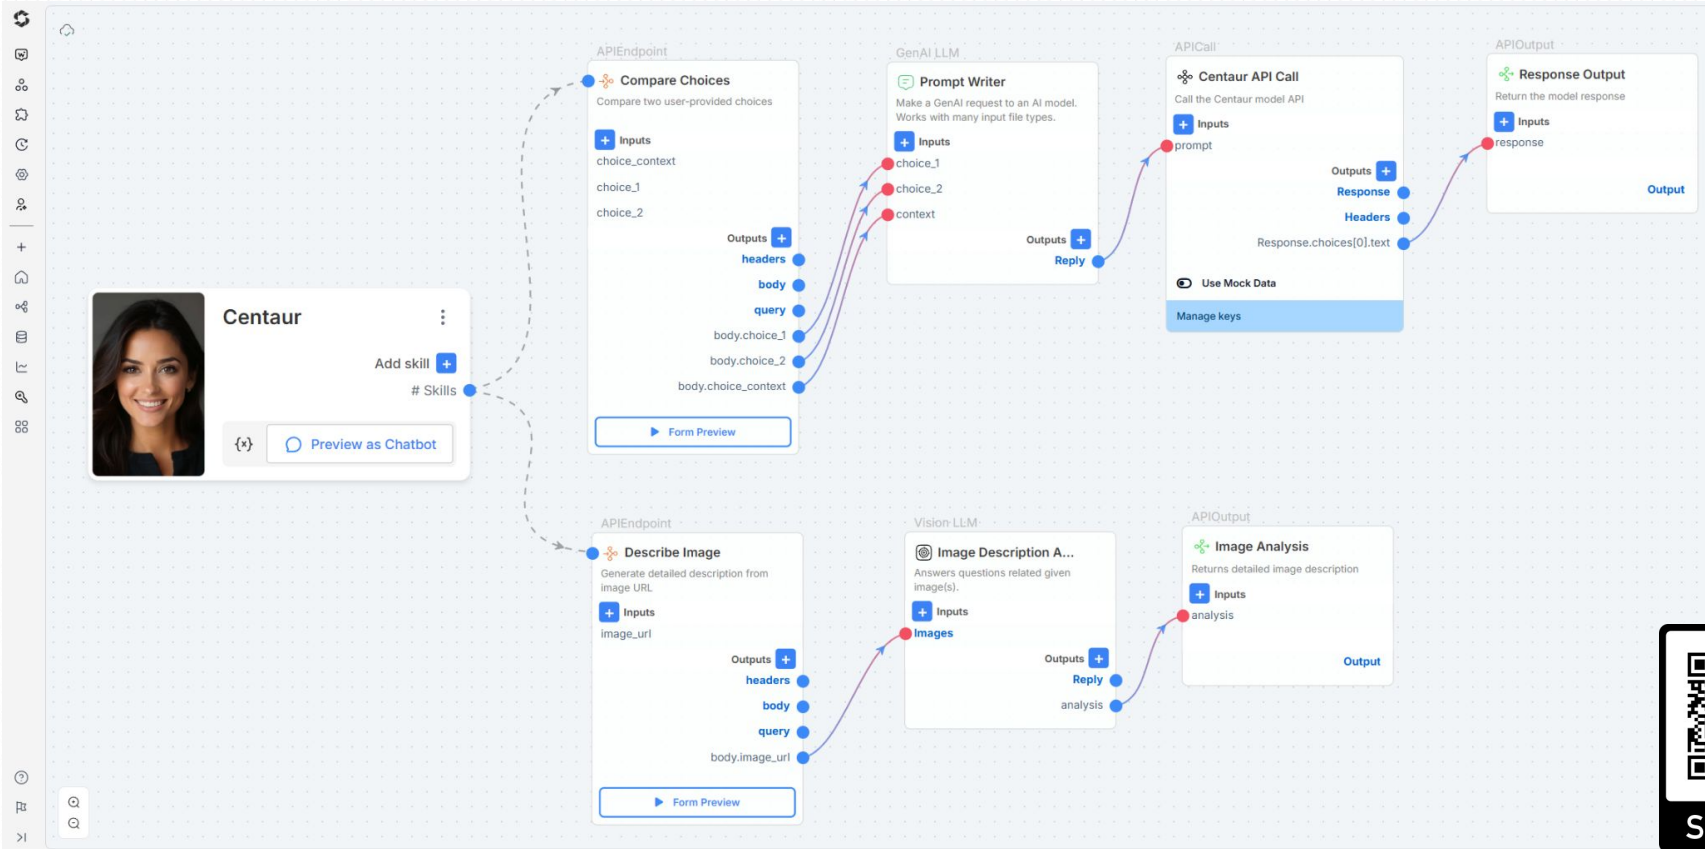 APIEndpoint
Compare Choices
Compare two user-provided choices
Inputs
choice_context
choice_1
choice_2
Outputs
headers
body
query
body.choice_1
body.choice_2
body.choice_context
Form Preview
GenAI LLM
Prompt Writer
Make a GenAI request to an AI model.
Works with many input file types.
Inputs
choice_1
choice_2
context
Outputs
Reply
APICall
Centaur API Call
Call the Centaur model API
Inputs
prompt
Outputs
Response
Headers
Response.choices[0].text
Use Mock Data
Manage keys
APIOutput
Response Output
Return the model response
Inputs
response
Output
Centaur
Add skill
# Skills
{x}
Preview as Chatbot
APIEndpoint
Describe Image
Generate detailed description from
image URL
Inputs
image_url
Outputs
headers
body
query
body.image_url
Form Preview
Vision LLM
Image Description A...
Answers questions related given
image(s).
Inputs
Images
Outputs
Reply
analysis
APIOutput
Image Analysis
Returns detailed image description
Inputs
analysis
Output
S